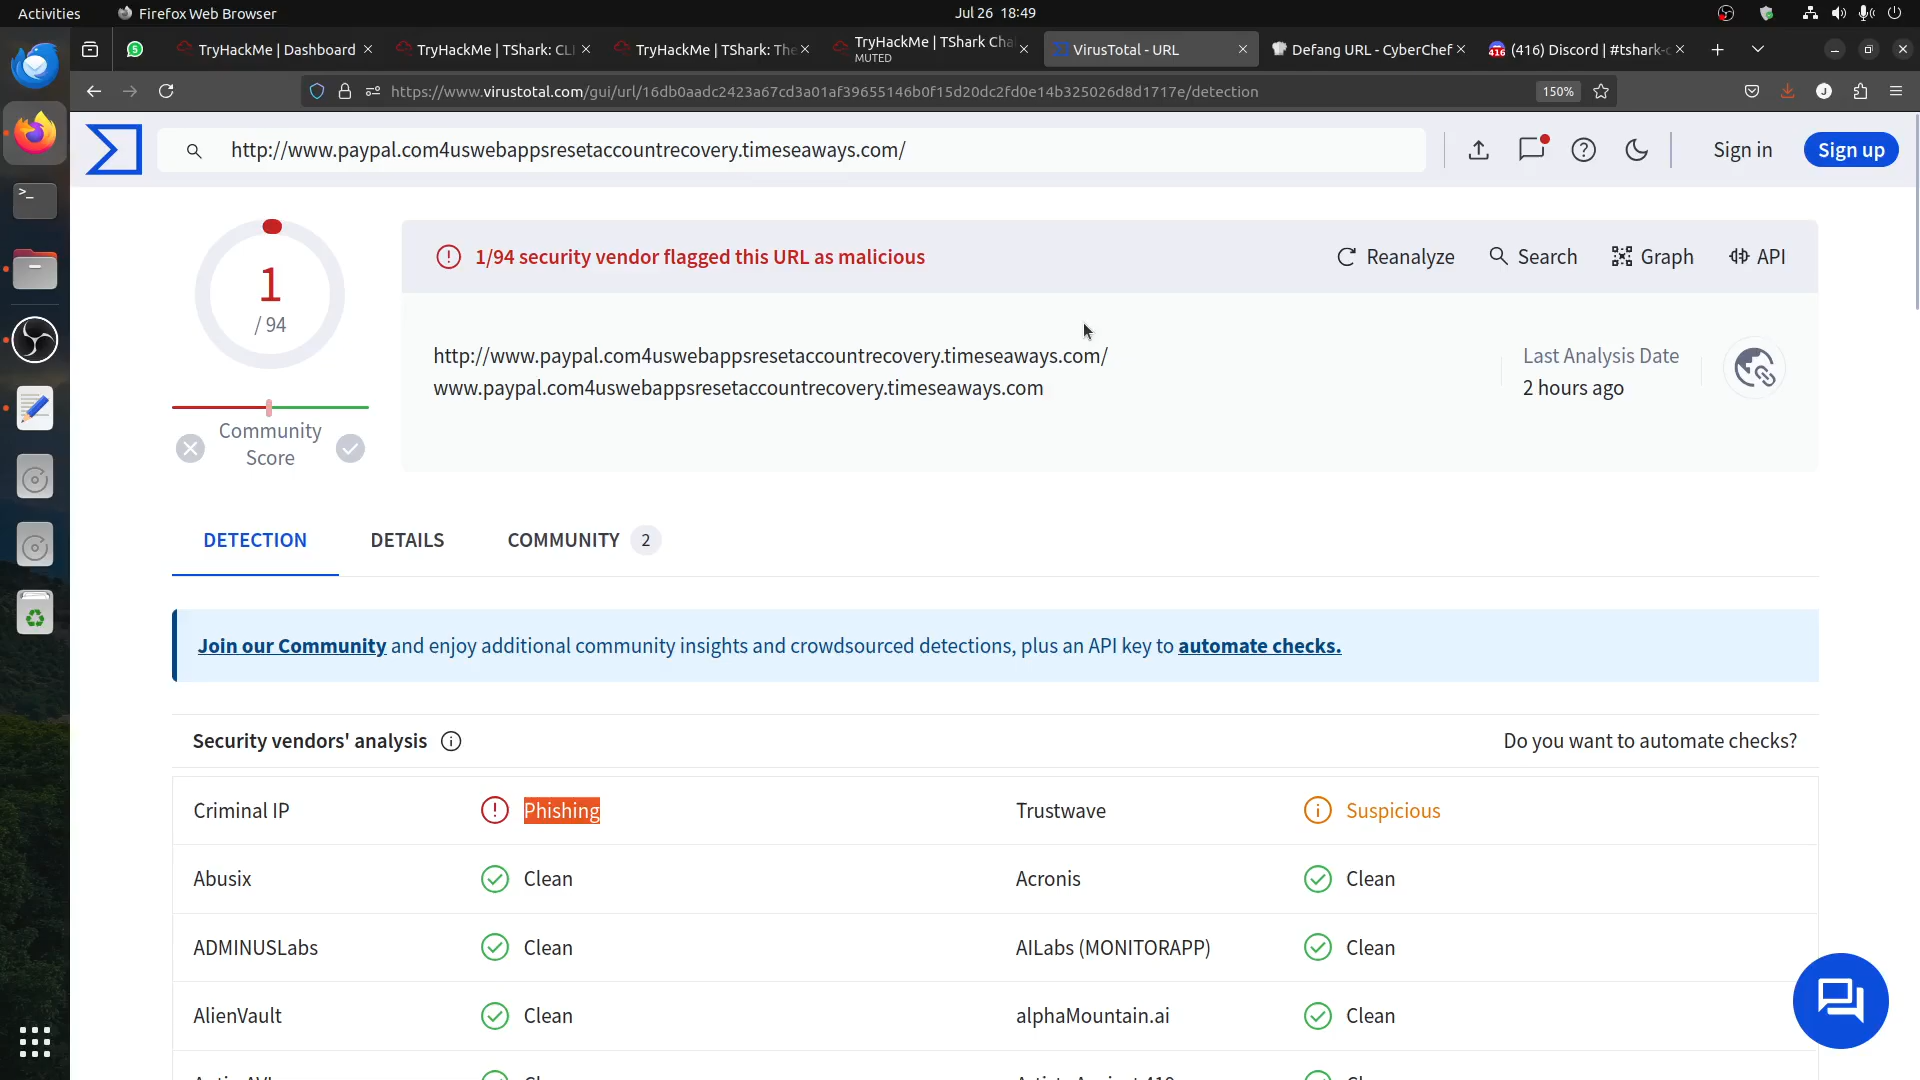 Activities
Firefox Web Browser
Jul 26 18:49
TryHackMe | Dashboard
TryHackMe | TShark: CLI
TryHackMe | TShark: The
TryHackMe | TShark Cha
MUTED
VirusTotal - URL
Defang URL - CyberChef
(416) Discord | #tshark-c
https://www.virustotal.com/gui/url/16db0aadc2423a67cd3a01af39655146b0f15d20dc2fd0e14b325026d8d1717e/detection
150%
http://www.paypal.com4uswebappsresetaccountrecovery.timeseaways.com/
Sign in
Sign up
1
/ 94
Community
Score
1/94 security vendor flagged this URL as malicious
Reanalyze
Search
Graph
API
http://www.paypal.com4uswebappsresetaccountrecovery.timeseaways.com/
www.paypal.com4uswebappsresetaccountrecovery.timeseaways.com
Last Analysis Date
2 hours ago
DETECTION
DETAILS
COMMUNITY 2
Join our Community and enjoy additional community insights and crowdsourced detections, plus an API key to automate checks.
Security vendors' analysis
Do you want to automate checks?
Criminal IP
Phishing
Trustwave
Suspicious
Abusix
Clean
Acronis
Clean
ADMINUSLabs
Clean
AILabs (MONITORAPP)
Clean
AlienVault
Clean
alphaMountain.ai
Clean